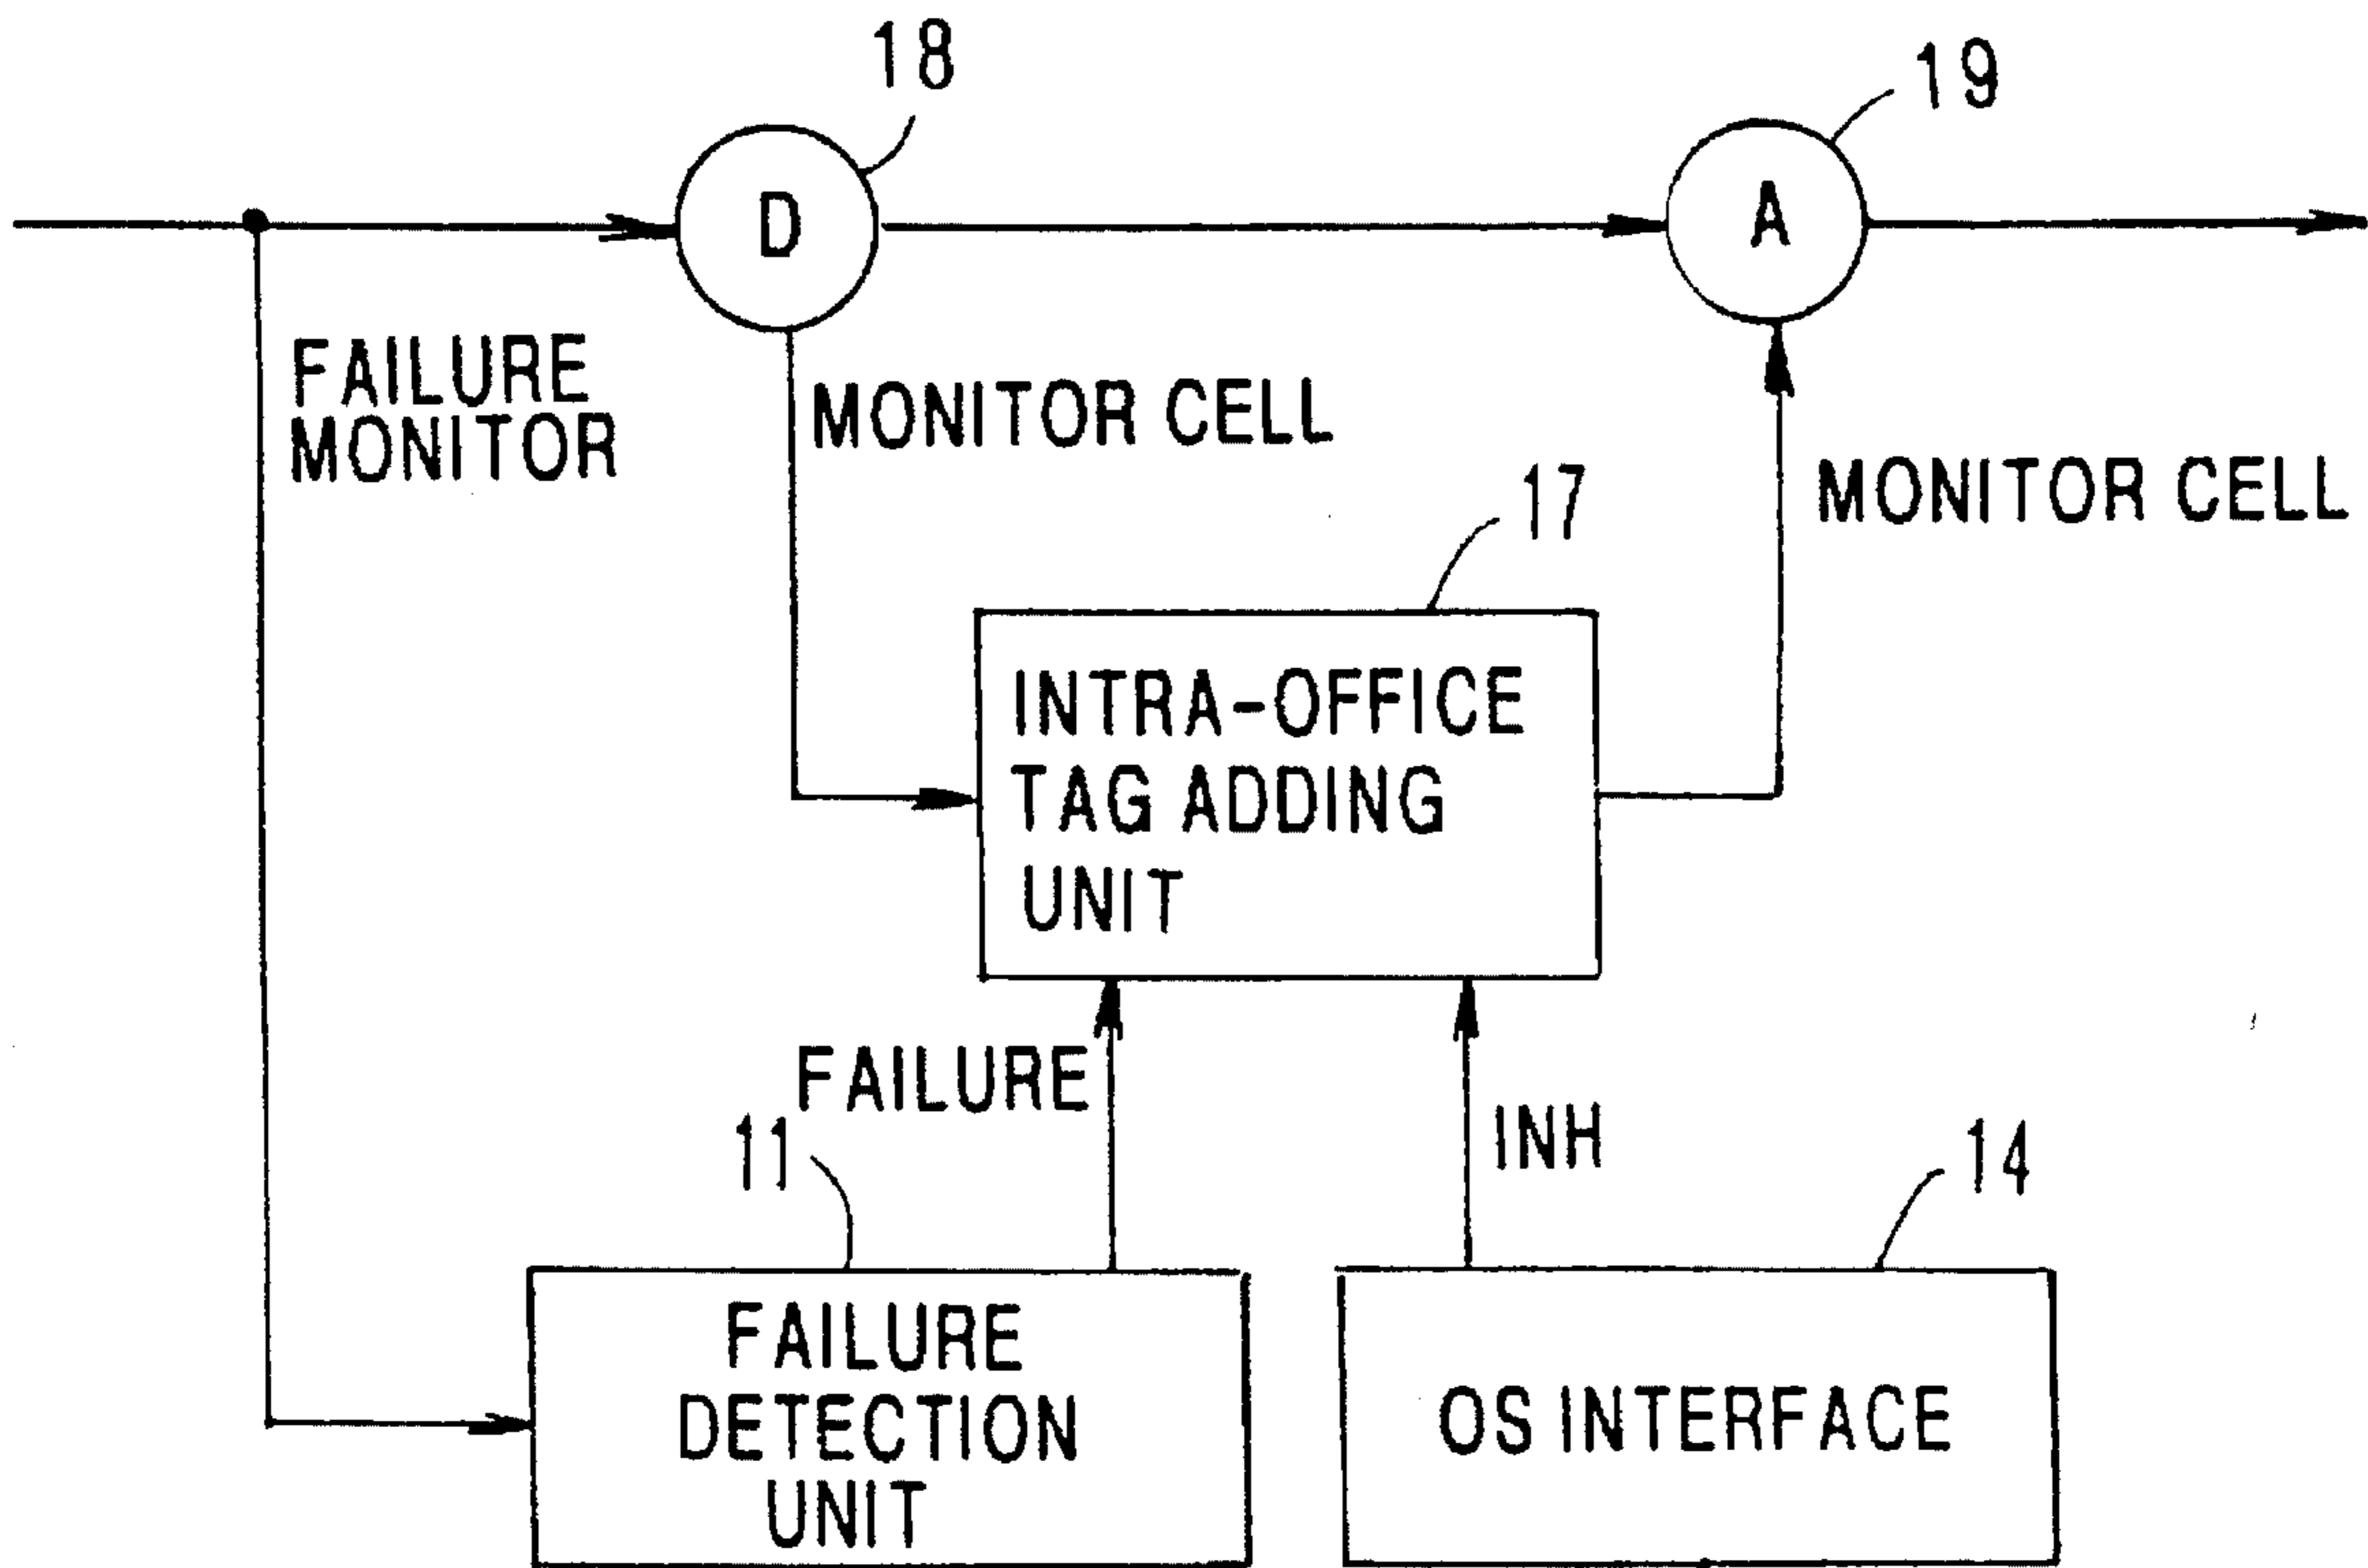 18
19
D
A
FAILURE
MONITOR
MONITOR CELL
17
MONITOR CELL
INTRA-OFFICE
TAG ADDING
UNIT
FAILURE
11
INH
14
FAILURE
DETECTION
UNIT
OS INTERFACE